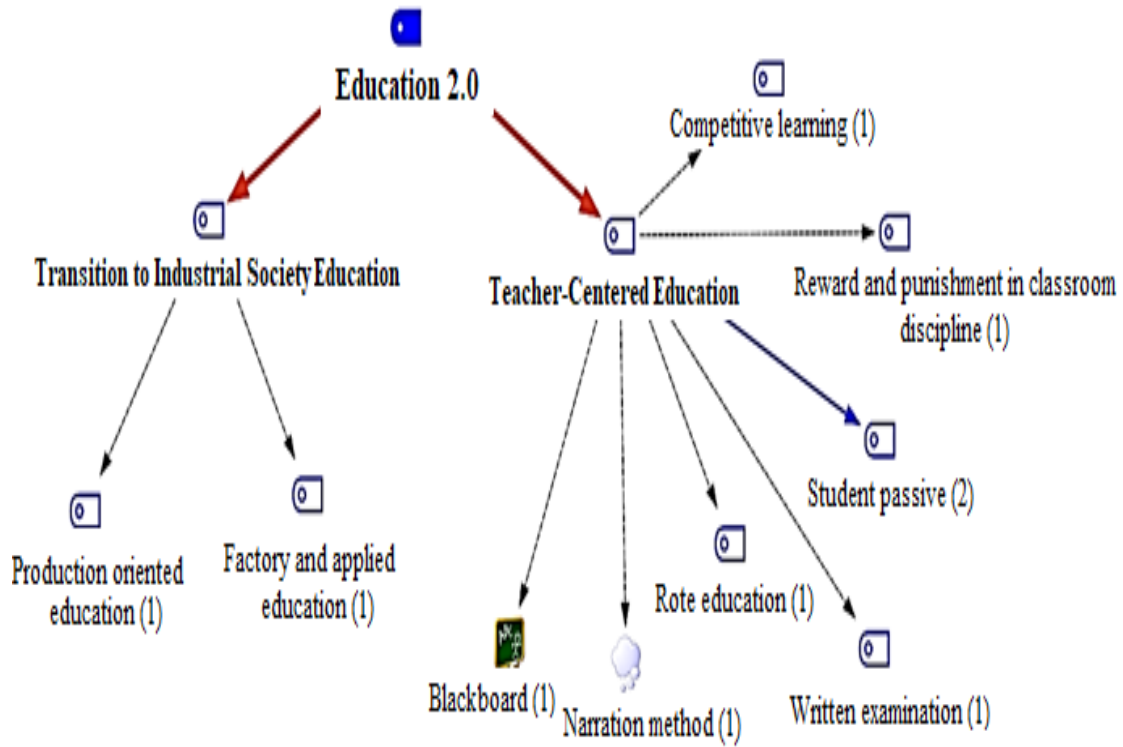 Education 2.0
Competitive learning (1)
Transition to Industrial Society Education
Teacher-Centered Education
Reward and punishment in classroom
discipline (1)
Student passive (2)
Production oriented
education (1)
Factory and applied
education (1)
Rote education (1)
Blackboard (1)
Narration method (1)
Written examination (1)